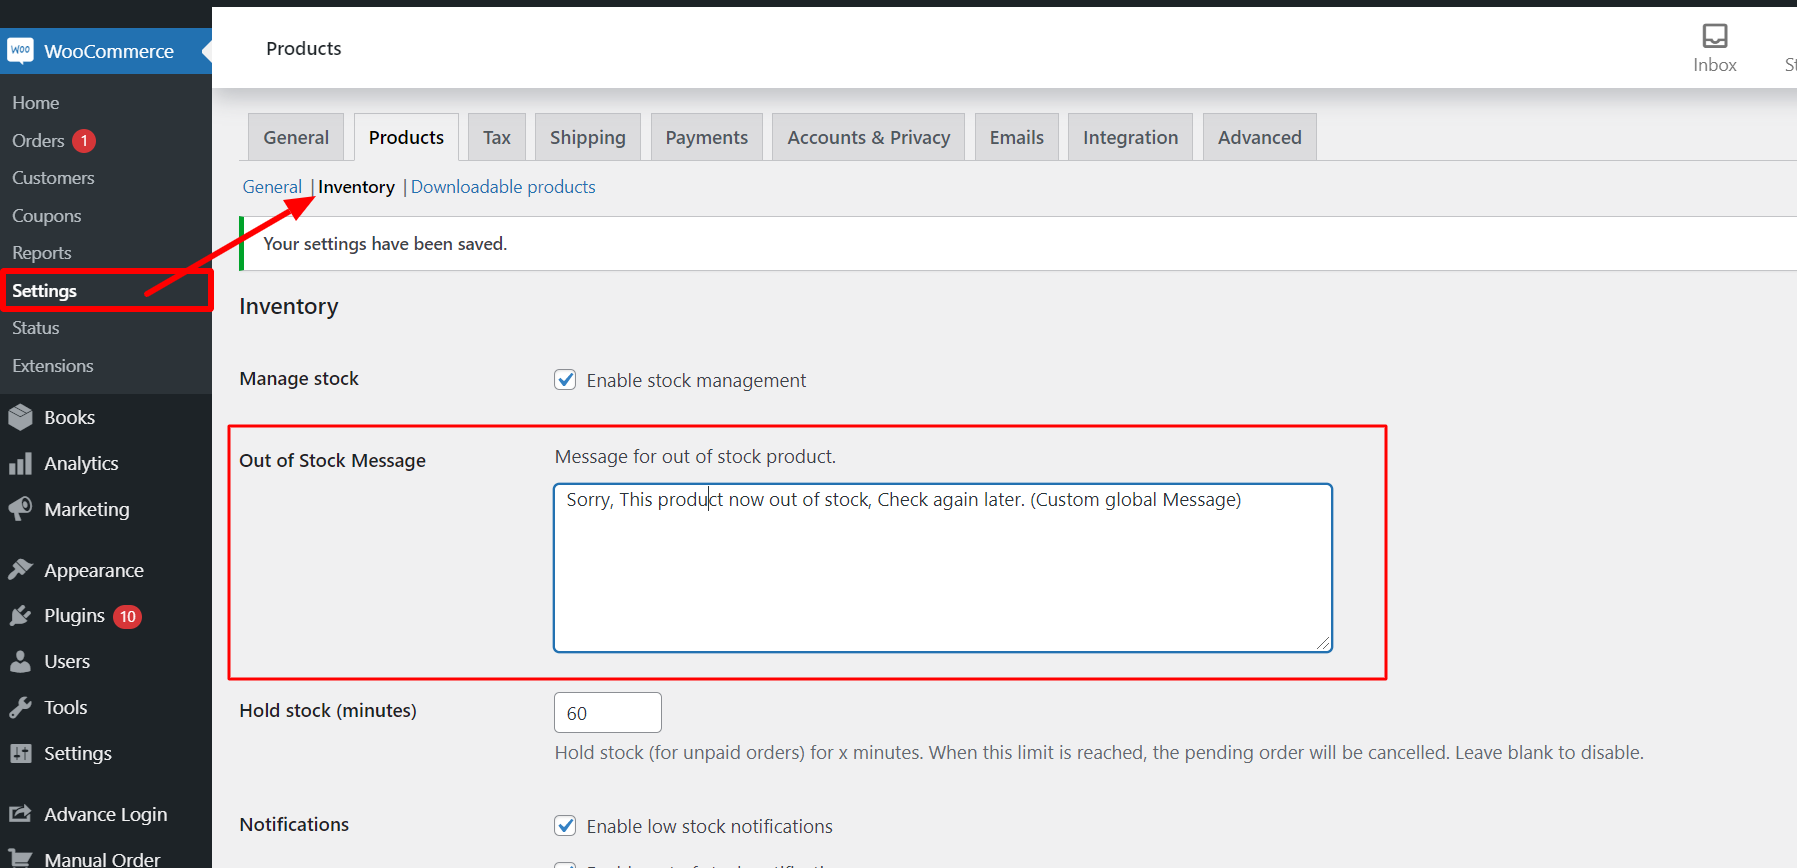 WOO WooCommerce
Products
Inbox
St
Home
Orders 1
Customers
Coupons
Reports
Settings
Status
Extensions
Books
Analytics
Marketing
Appearance
Plugins 10
Users
Tools
Settings
Advance Login
Manual Order
General Products Tax Shipping Payments Accounts & Privacy Emails Integration Advanced
General | Inventory | Downloadable products
Your settings have been saved.
Inventory
Manage stock Enable stock management
Out of Stock Message Message for out of stock product.
Sorry, This product now out of stock, Check again later. (Custom global Message)
Hold stock (minutes) 60
Hold stock (for unpaid orders) for x minutes. When this limit is reached, the pending order will be cancelled. Leave blank to disable.
Notifications Enable low stock notifications